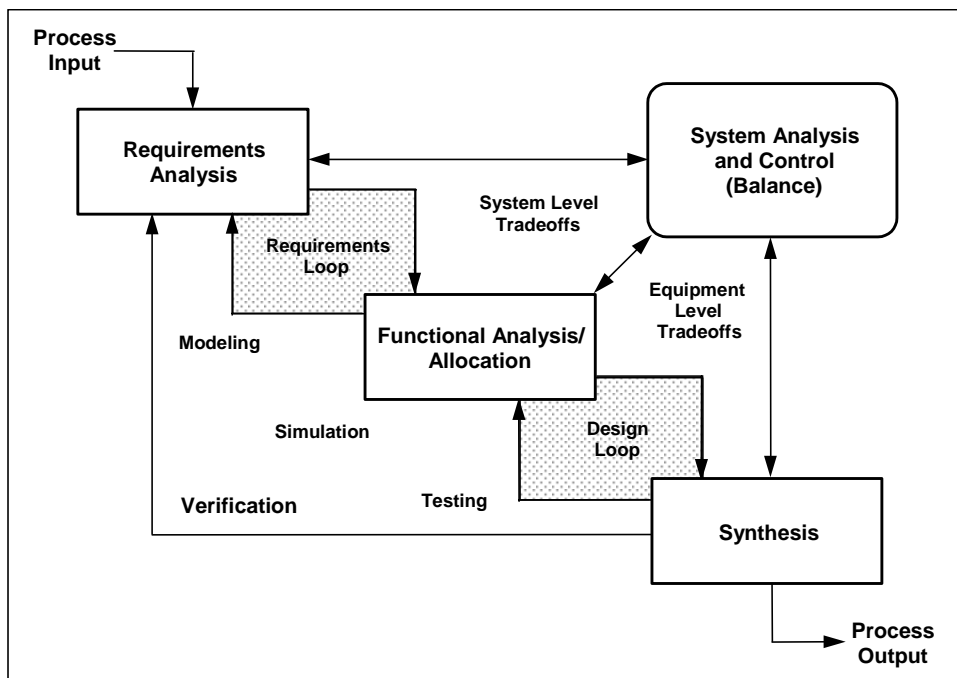 Process
Input
Requirements
Analysis
System Analysis
and Control
(Balance)
System Level
Tradeoffs
Requirements
Loop
Equipment
Level
Tradeoffs
Modeling
Functional Analysis/
Allocation
Simulation
Design
Loop
Testing
Verification
Synthesis
Process
Output